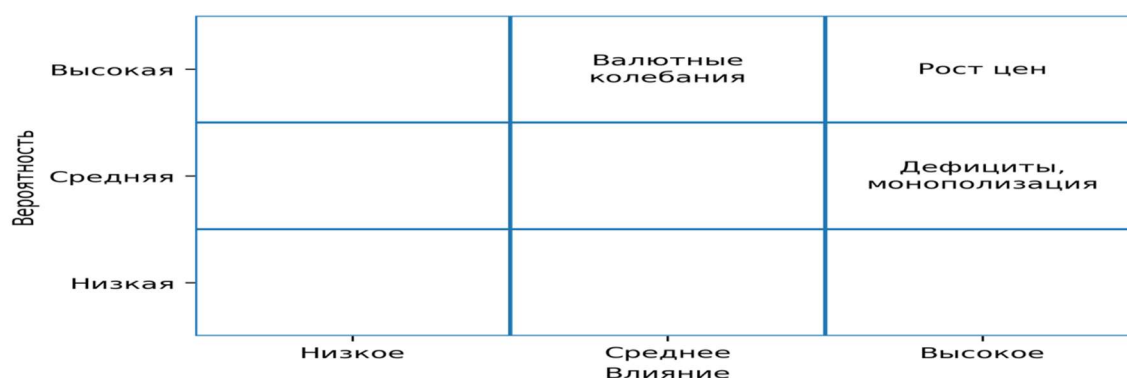 Вероятность
Высокая
Валютные
колебания
Рост цен
Средняя
Дефициты,
монополизация
Низкая
Низкое
Среднее
Высокое
Влияние